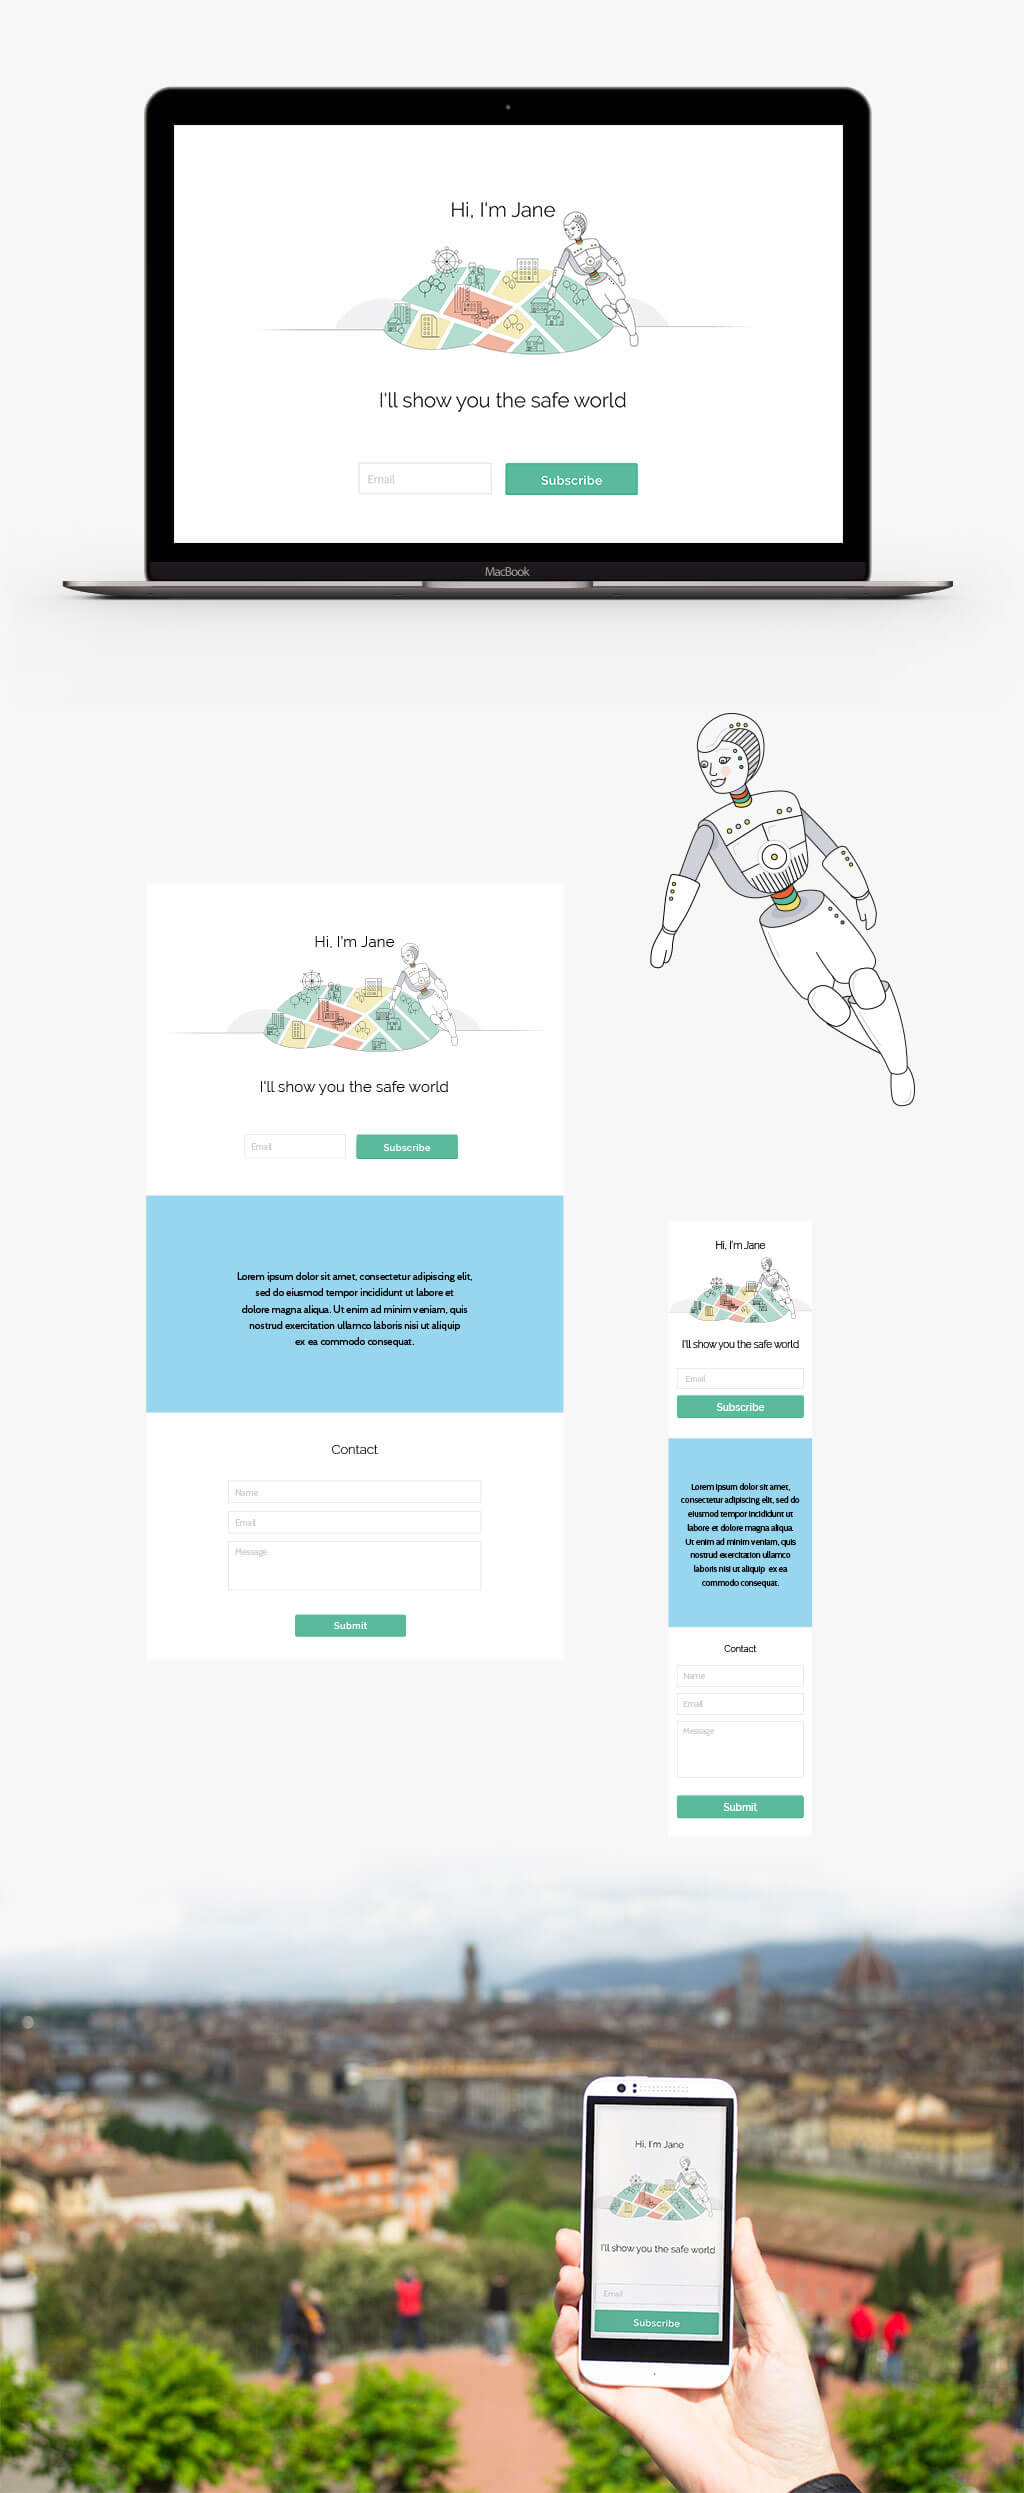 Hi, I'm Jane
I'll show you the safe world
Email
Subscribe
MacBook
Hi, I'm Jane
I'll show you the safe world
Email
Subscribe
Lorem ipsum dolor sit amet, consectetur adipiscing elit,
sed do eiusmod tempor incididunt ut labore et
dolore magna aliqua. Ut enim ad minim veniam, quis
nostrud exercitation ullamco laboris nisi ut aliquip
ex ea commodo consequat.
Contact
Name
Email
Message
Submit
Hi, I'm Jane
I'll show you the safe world
Email
Subscribe
Lorem ipsum dolor sit amet,
consectetur adipiscing elit, sed do
eiusmod tempor incididunt ut
labore et dolore magna aliqua.
Ut enim ad minim veniam, quis
nostrud exercitation ullamco
laboris nisi ut aliquip ex ea
commodo consequat.
Contact
Name
Email
Message
Submit
Hi, I'm Jane
I'll show you the safe world
Email
Subscribe